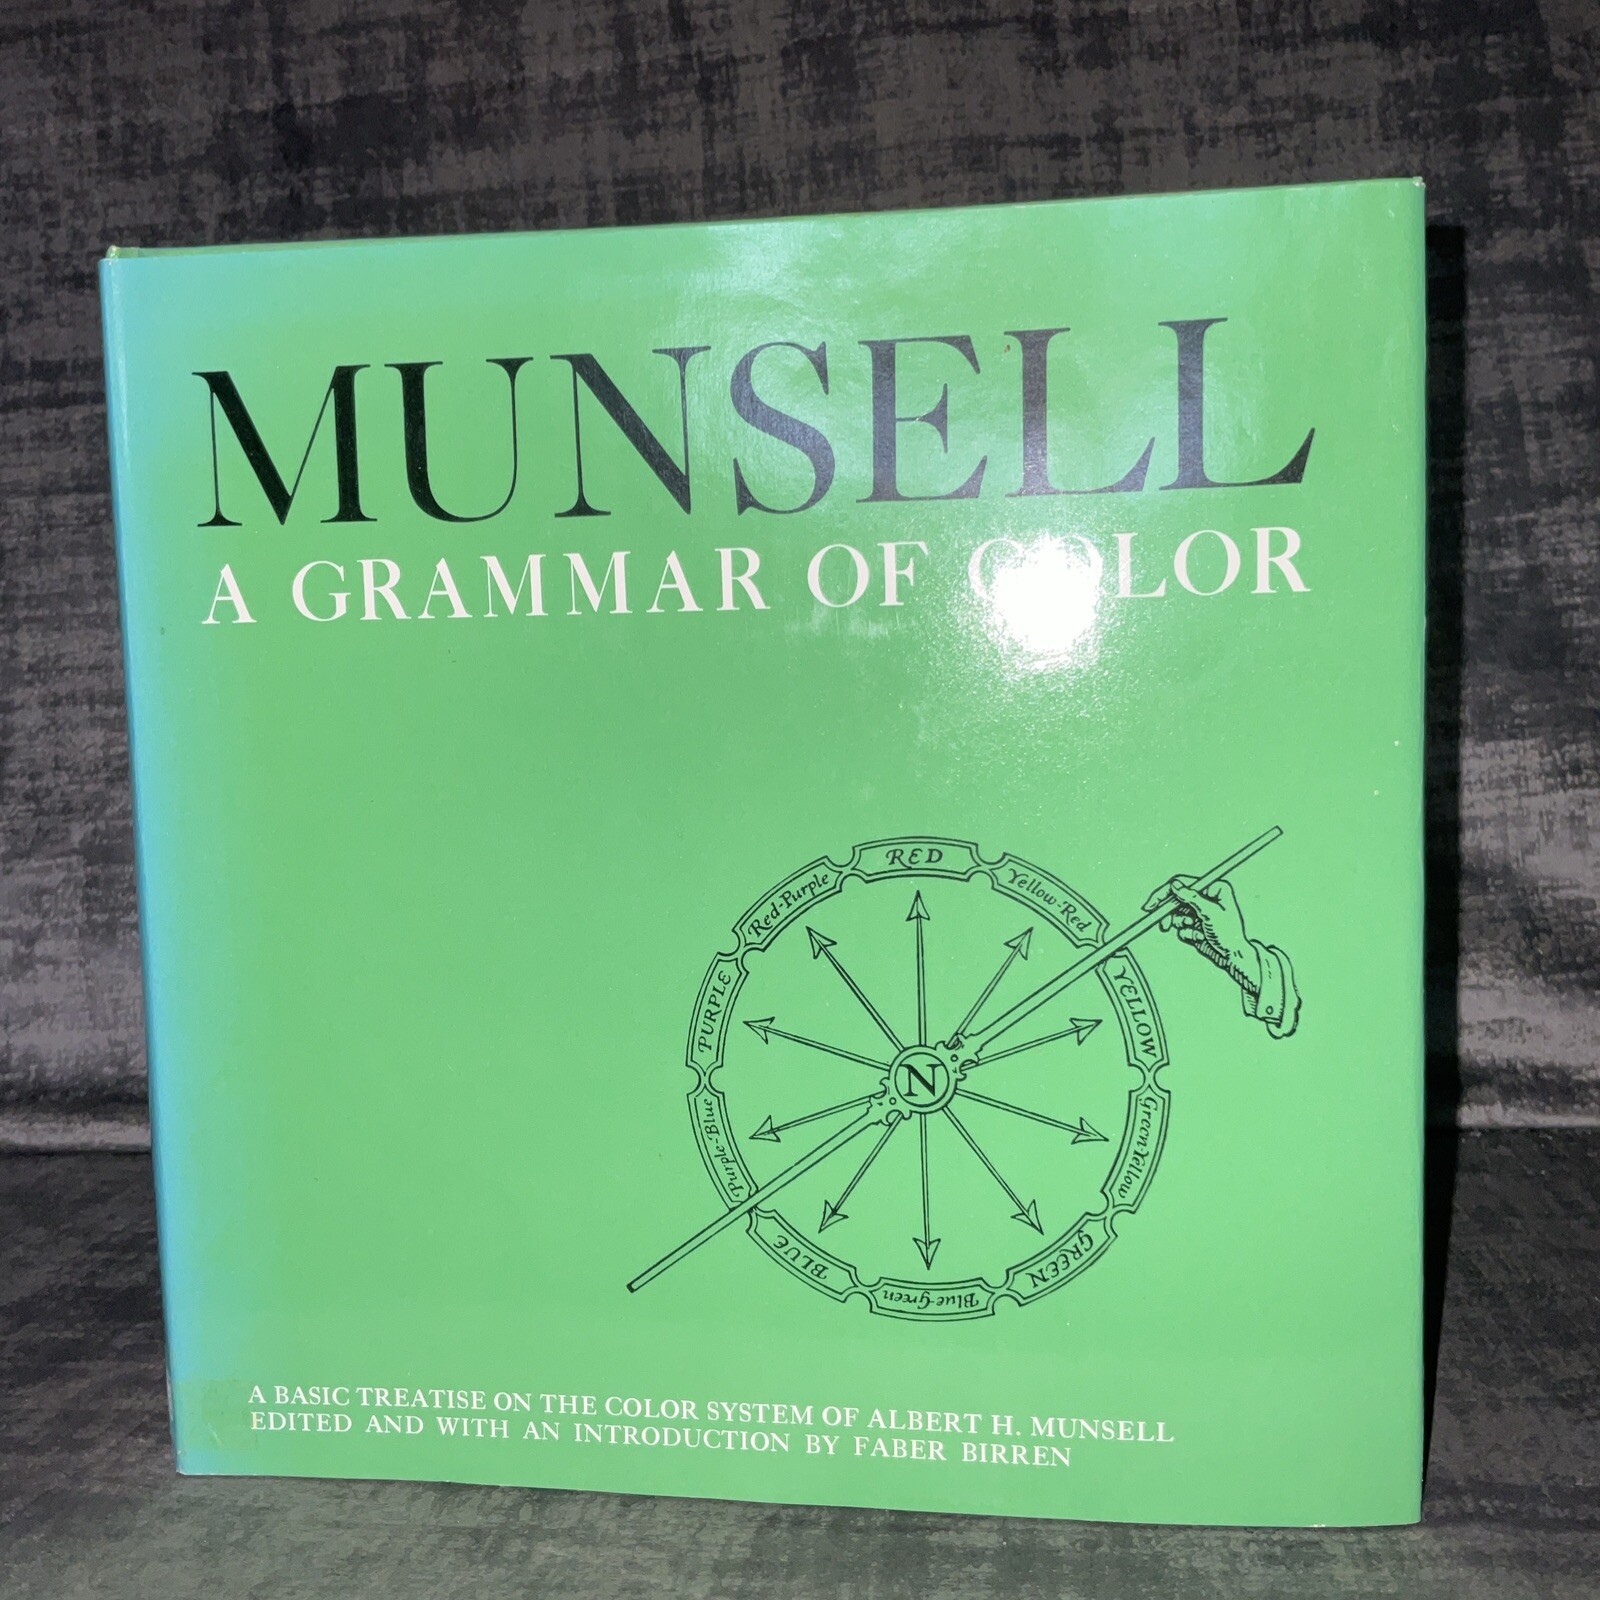 MUNSELL
A GRAMMAR OF COLOR
RED
Yellow-Red
YELLOW
Green Yellow
GREEN
Blue-Green
BLUE
Purple-Blue
PURPLE
Red-Purple
N
A BASIC TREATISE ON THE COLOR SYSTEM OF ALBERT H. MUNSELL
EDITED AND WITH AN INTRODUCTION BY FABER BIRREN